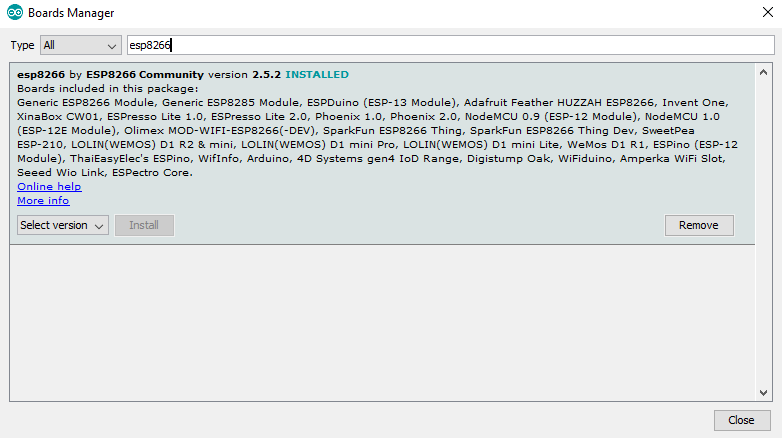 Boards Manager
Type All esp8266
esp8266 by ESP8266 Community version 2.5.2 INSTALLED
Boards included in this package:
Generic ESP8266 Module, Generic ESP8285 Module, ESPDuino (ESP-13 Module), Adafruit Feather HUZZAH ESP8266, Invent One,
XinaBox CW01, ESPresso Lite 1.0, ESPresso Lite 2.0, Phoenix 1.0, Phoenix 2.0, NodeMCU 0.9 (ESP-12 Module), NodeMCU 1.0
(ESP-12E Module), Olimex MOD-WIFI-ESP8266(-DEV), SparkFun ESP8266 Thing, SparkFun ESP8266 Thing Dev, SweetPea
ESP-210, LOLIN(WEMOS) D1 R2 & mini, LOLIN(WEMOS) D1 mini Pro, LOLIN(WEMOS) D1 mini Lite, WeMos D1 R1, ESPino (ESP-12
Module), ThaiEasyElec's ESPino, WifInfo, Arduino, 4D Systems gen4 IoD Range, Digistump Oak, WiFiduino, Amperka WiFi Slot,
Seeed Wio Link, ESPectro Core.
Online help
More info
Select version Install Remove
Close